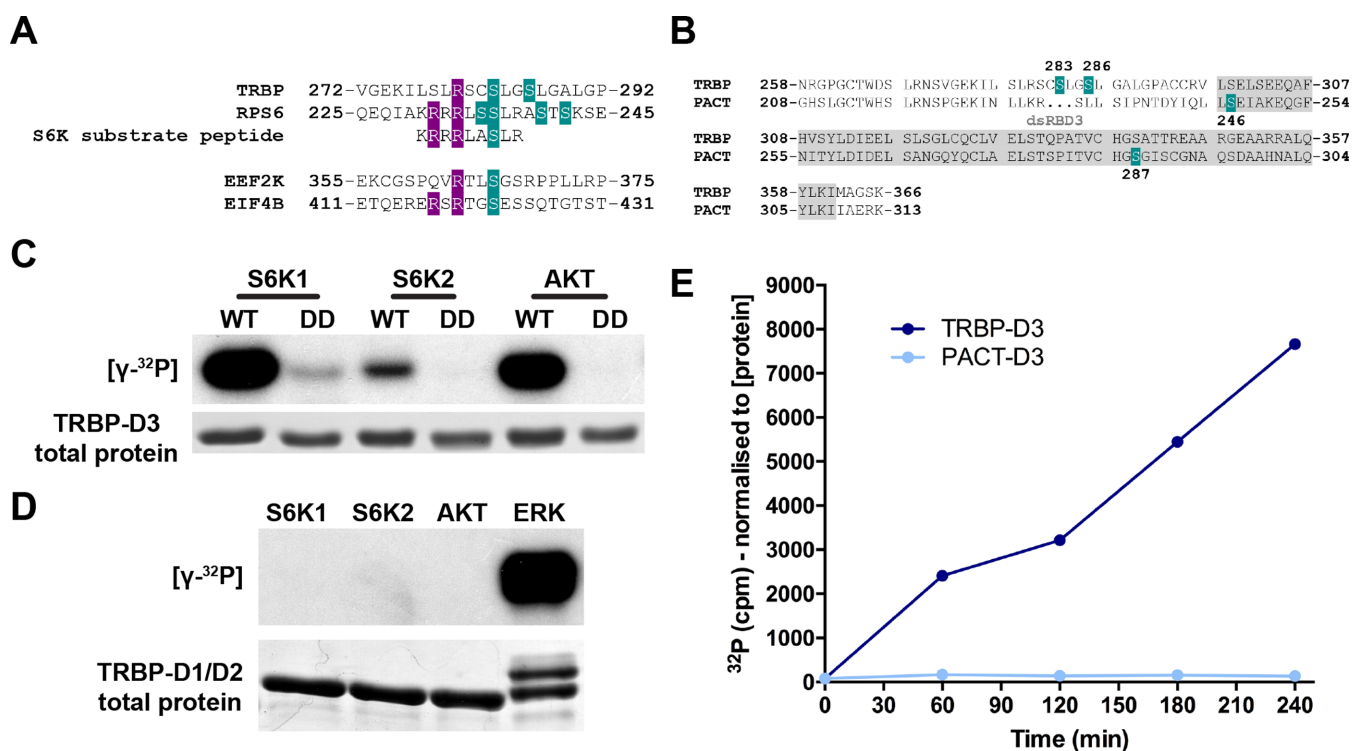 A
TRBP 272-VGEKILSLRSCSLGSLGALGP-292
RPS6 225-QEQIAKRRRLSSLRASTSKSE-245
S6K substrate peptide KRRRLASLR
EEF2K 355-EKCGSPQVRTLSGSRPPLLRP-375
EIF4B 411-ETQERERSRTGSESSQTGTST-431
B
283 286
TRBP 258-NRGPGCTWDS LRNSVGEKIL SLRSCSLGSL GALGPACCRV LSELSEEQAF-307
PACT 208-GHSLGCTWHS LRNSPGEKIN LLKR...SLL SIPNTDYIQL LSEIAKEQGF-254
dsRBD3 246
TRBP 308-HVSYLDIEEL SLSGLCQCLV ELSTQPATVC HGSATTREAA RGEAARRALQ-357
PACT 255-NITYLDIDEL SANGQYQCLA ELSTSPITVC HGSGISCGNA QSDAAHNALQ-304
287
TRBP 358-YLKIMAGSK-366
PACT 305-YLKIIAERK-313
C
S6K1 S6K2 AKT
WT DD WT DD WT DD
[γ-³²P]
TRBP-D3
total protein
D
S6K1 S6K2 AKT ERK
[γ-³²P]
TRBP-D1/D2
total protein
E
³²P (cpm) - normalised to [protein]
9000
8000
7000
6000
5000
4000
3000
2000
1000
0
TRBP-D3
PACT-D3
0 30 60 90 120 150 180 210 240
Time (min)